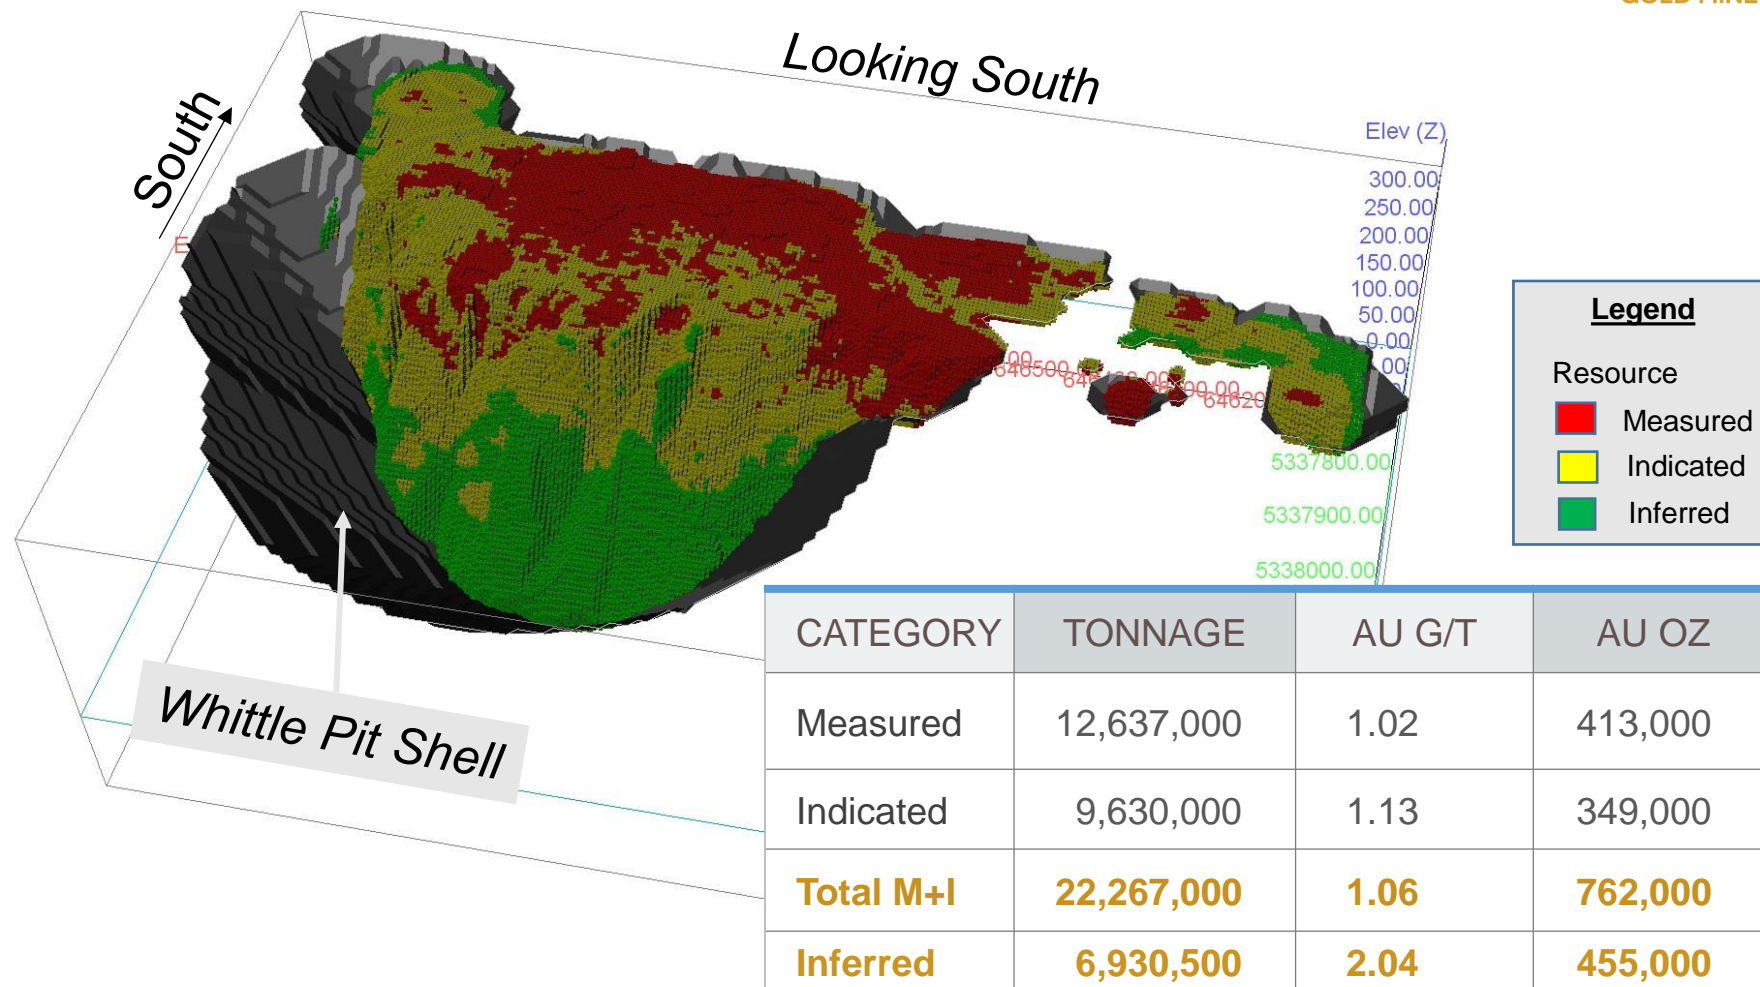 Looking South
South
Elev (Z)
300.00
250.00
200.00
150.00
100.00
50.00
0.00
E
646500
64620
5337800.00
5337900.00
5338000.00
Legend
Resource
Measured
Indicated
Inferred
Whittle Pit Shell
CATEGORY TONNAGE AU G/T AU OZ
Measured 12,637,000 1.02 413,000
Indicated 9,630,000 1.13 349,000
Total M+I 22,267,000 1.06 762,000
Inferred 6,930,500 2.04 455,000